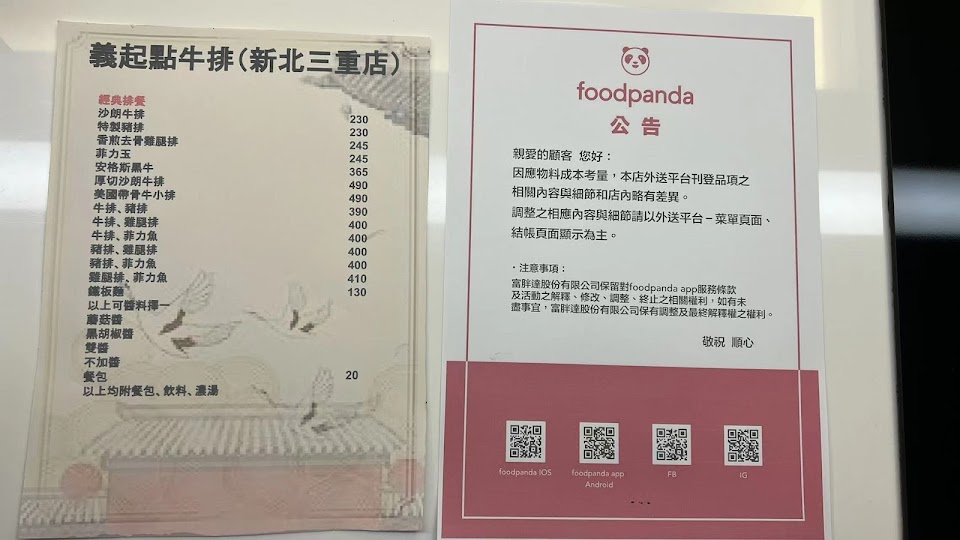 義起點牛排(新北三重店)
經典排餐
沙朗牛排 230
特製豬排 230
香煎去骨雞腿排 245
菲力玉 245
安格斯黑牛 365
厚切沙朗牛排 490
美國帶骨牛小排 490
牛排、豬排 390
牛排、雞腿排 400
牛排、菲力魚 400
豬排、雞腿排 400
豬排、菲力魚 400
雞腿排、菲力魚 410
鐵板麵 130
以上可醬料擇一
蘑菇醬
黑胡椒醬
雙醬
不加醬
餐包 20
以上均附餐包、飲料、濃湯
foodpanda
公告
親愛的顧客 您好：
因應物料成本考量，本店外送平台刊登品項之
相關內容與細節和店內略有差異。
調整之相應內容與細節請以外送平台－菜單頁面、
結帳頁面顯示為主。
・注意事項：
富胖達股份有限公司保留對foodpanda app服務條款
及活動之解釋、修改、調整、終止之相關權利，如有未
盡事宜，富胖達股份有限公司保有調整及最終解釋權之權利。
敬祝 順心
foodpanda IOS
foodpanda app
Android
FB
IG